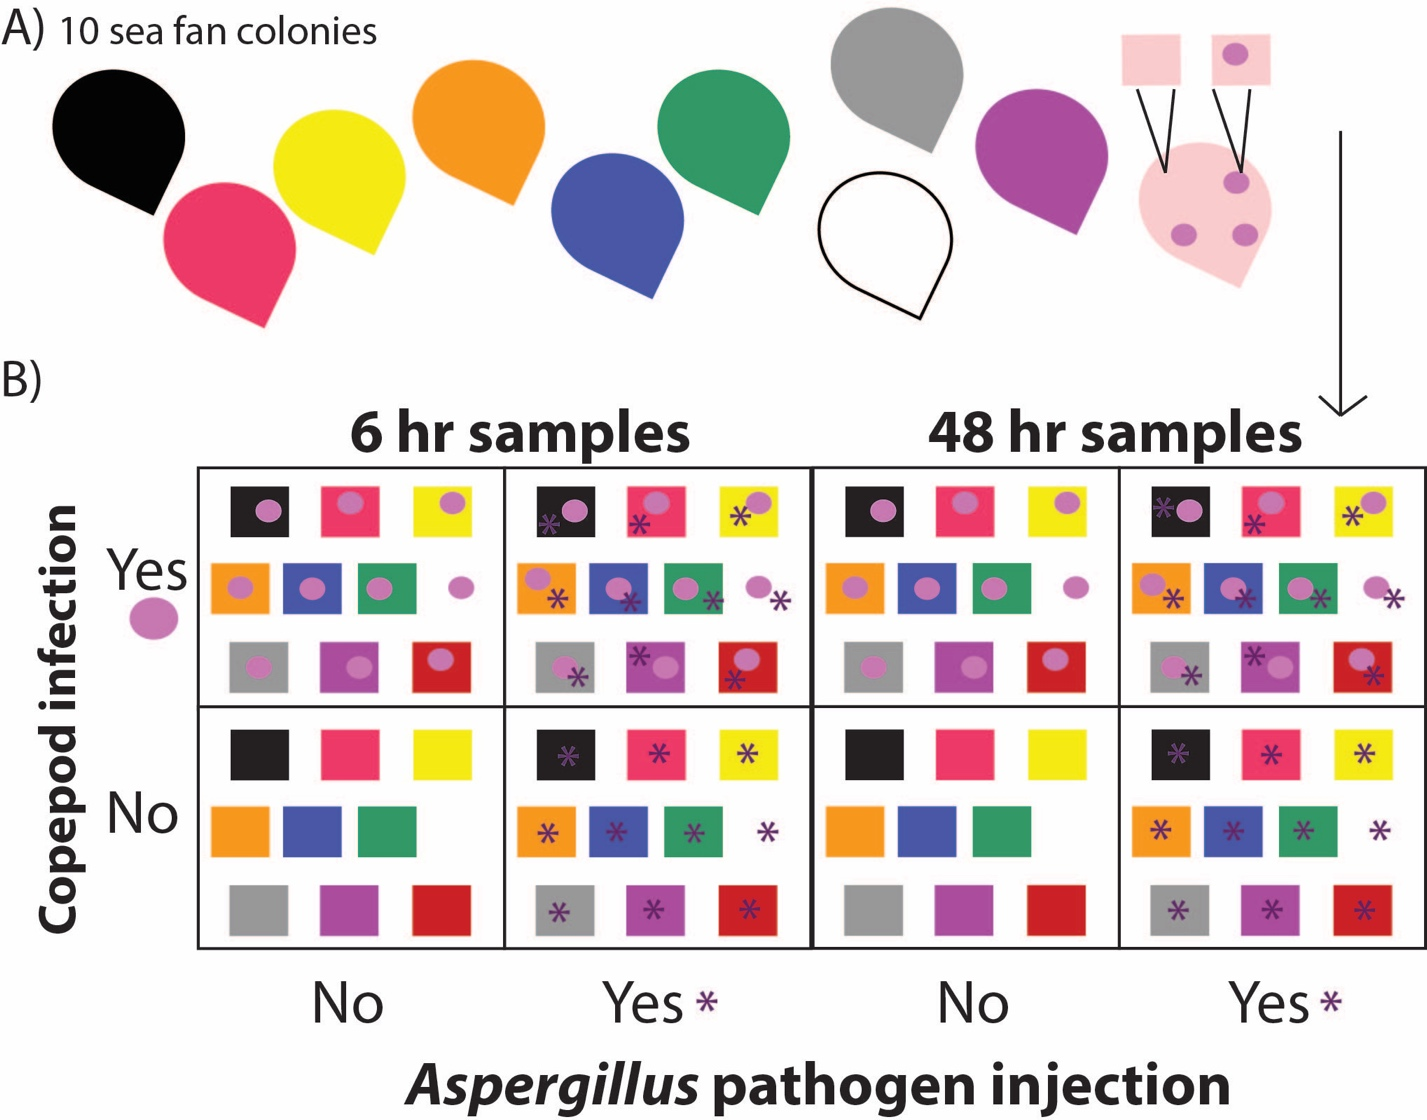 A) 10 sea fan colonies
B)
6 hr samples 48 hr samples
Copepod infection
Yes
No
No Yes * No Yes *
Aspergillus pathogen injection